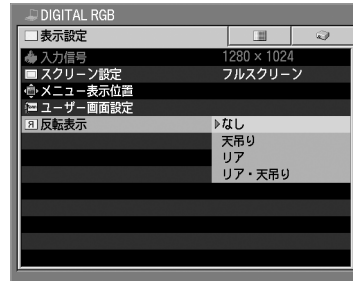 DIGITAL RGB
表示設定
入力信号 1280 × 1024
スクリーン設定 フルスクリーン
メニュー表示位置
ユーザー画面設定
反転表示 なし
天吊り
リア
リア・天吊り